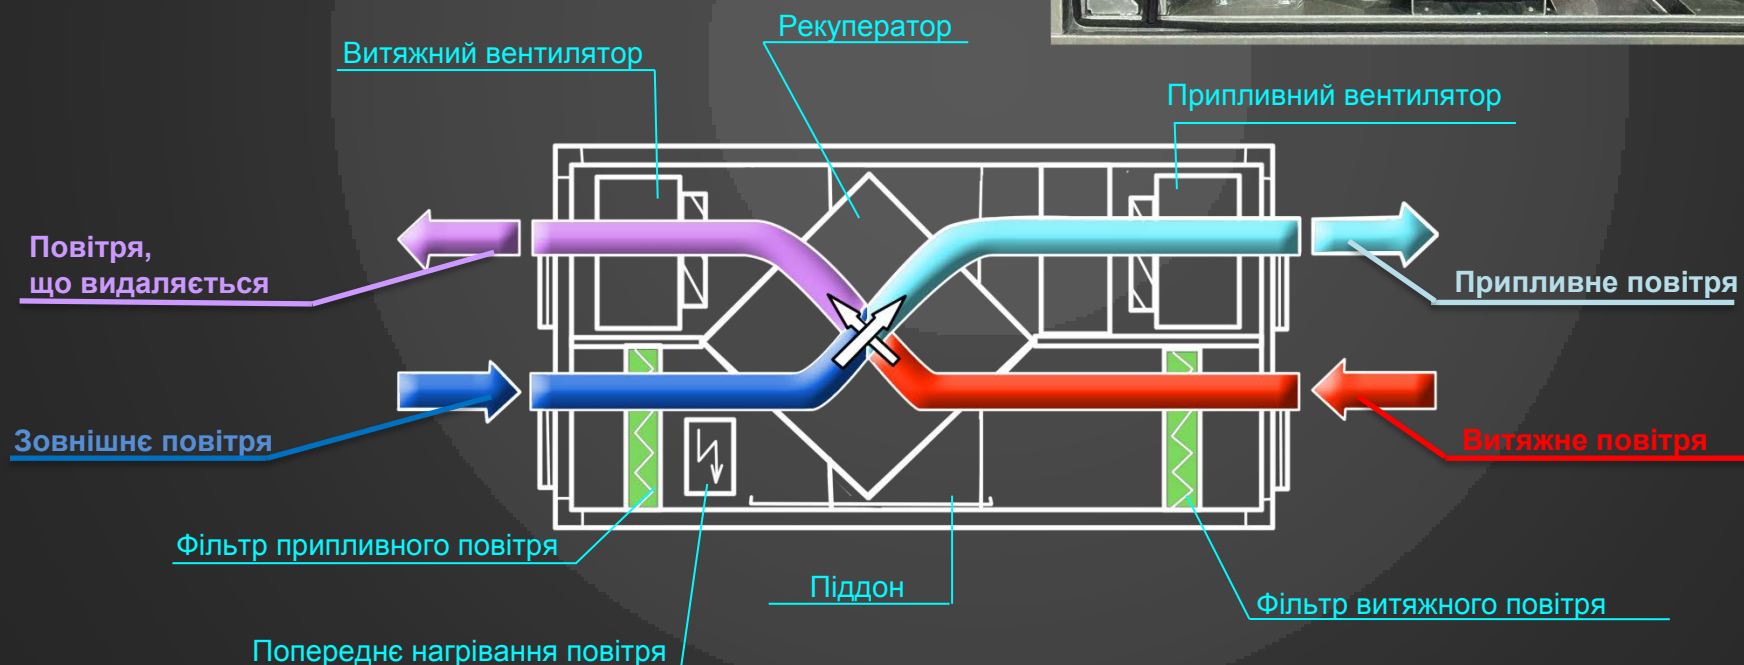 Рекуператор
Витяжний вентилятор
Припливний вентилятор
Повітря,
що видаляється
Припливне повітря
Зовнішнє повітря
Витяжне повітря
Фільтр припливного повітря
Піддон
Фільтр витяжного повітря
Попереднє нагрівання повітря